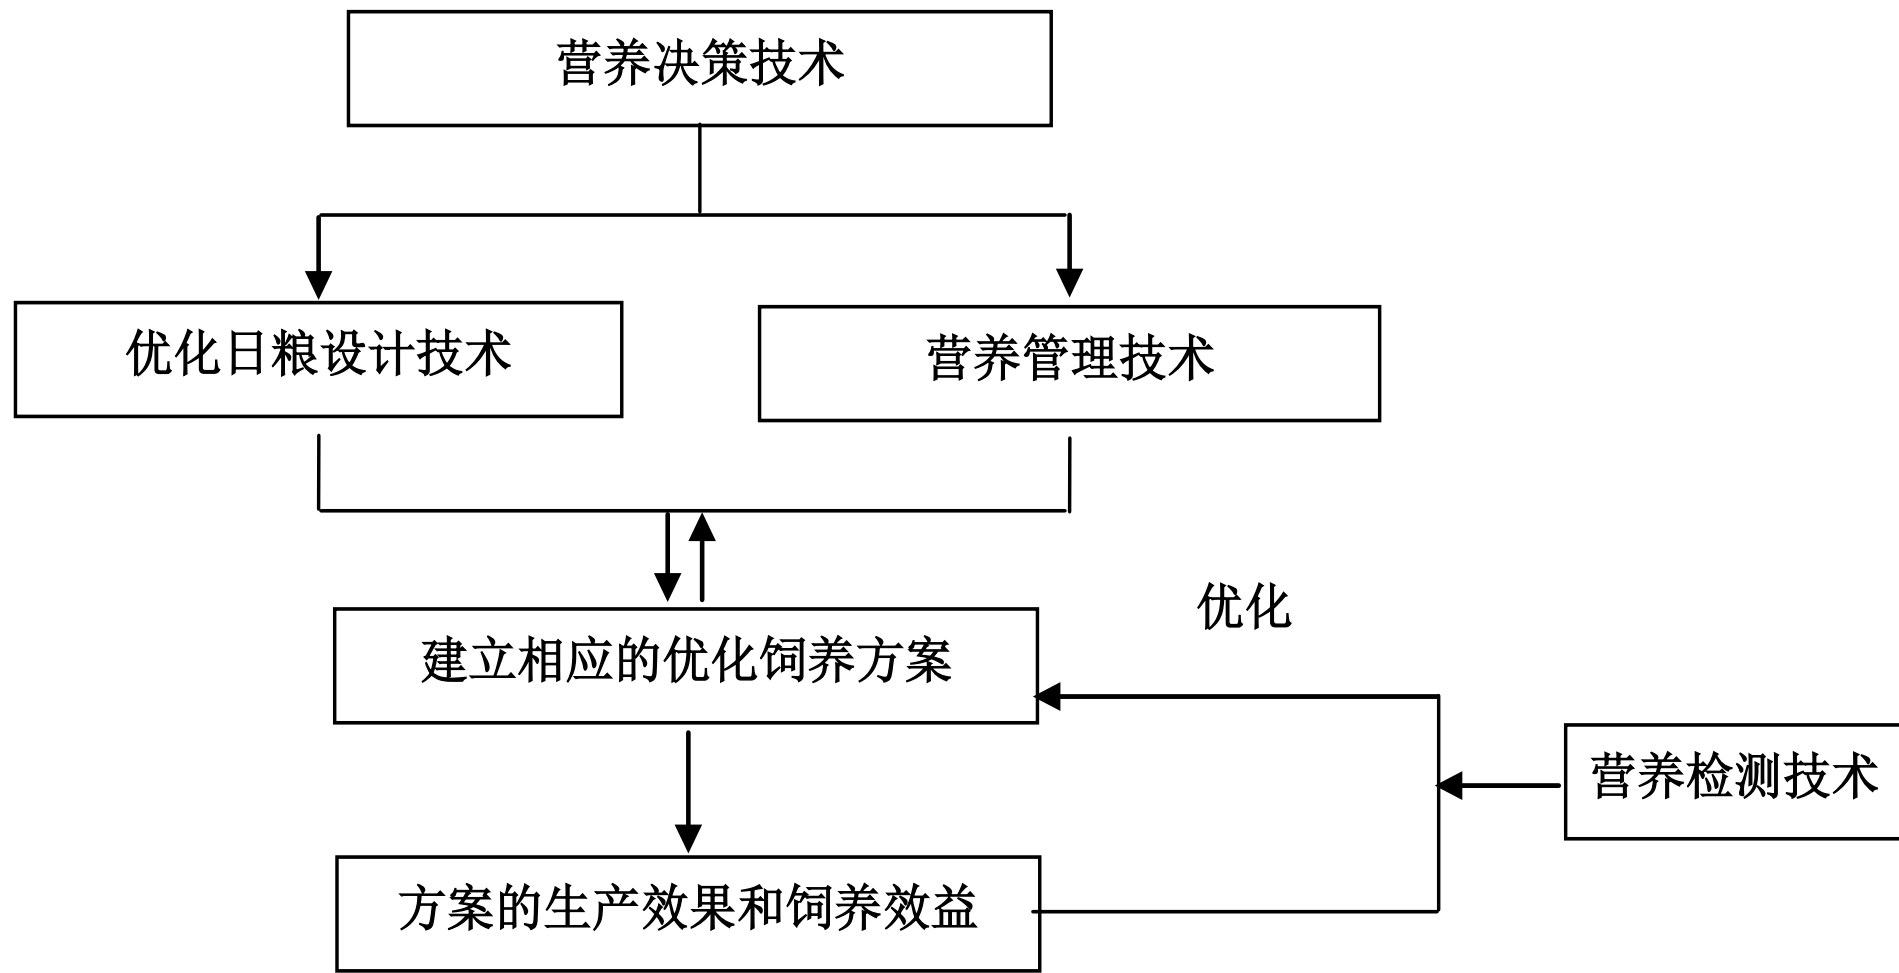 营养决策技术
优化日粮设计技术
营养管理技术
建立相应的优化饲养方案
优化
营养检测技术
方案的生产效果和饲养效益